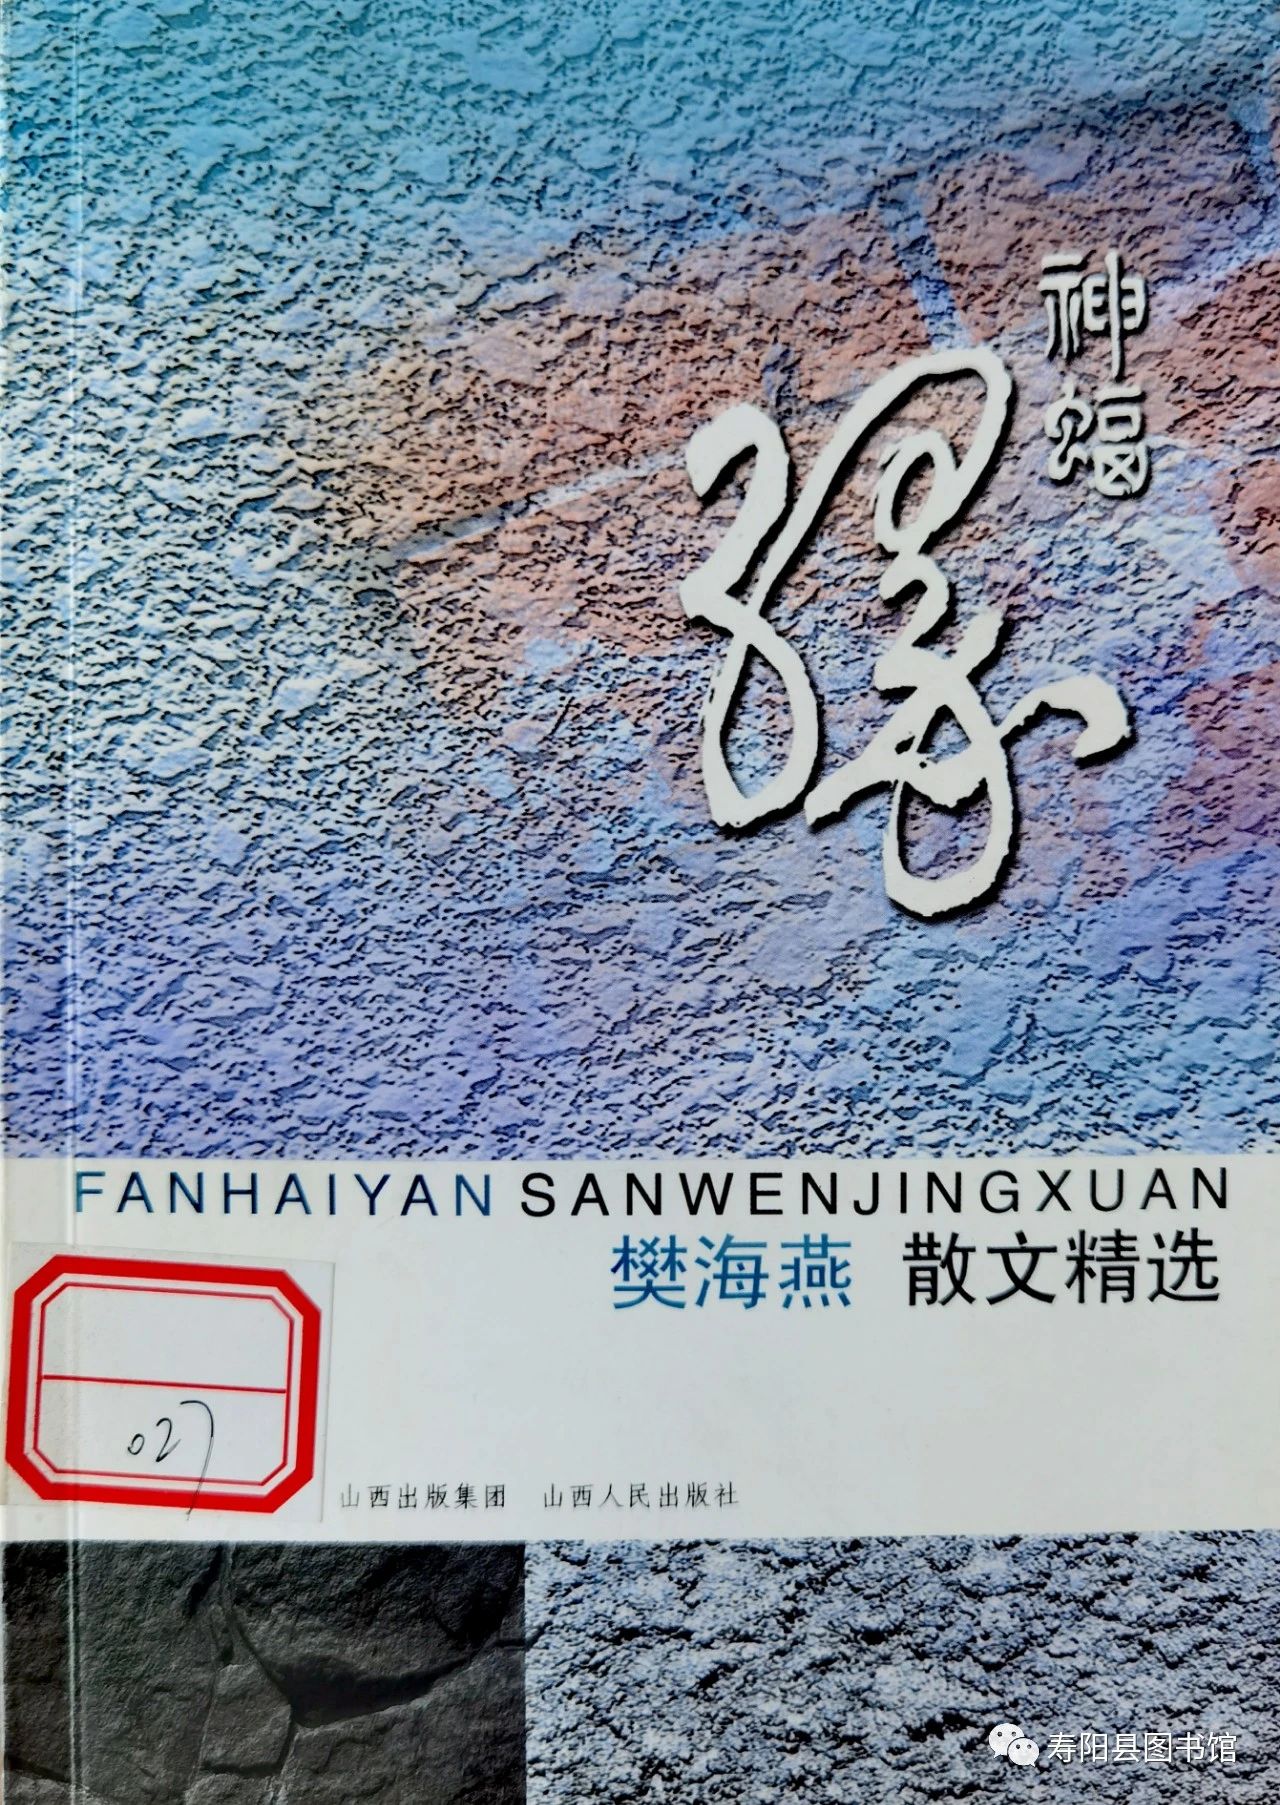 神蝠
缘
FANHAIYAN SANWENJINGXUAN
樊海燕 散文精选
027
山西出版集团 山西人民出版社
寿阳县图书馆